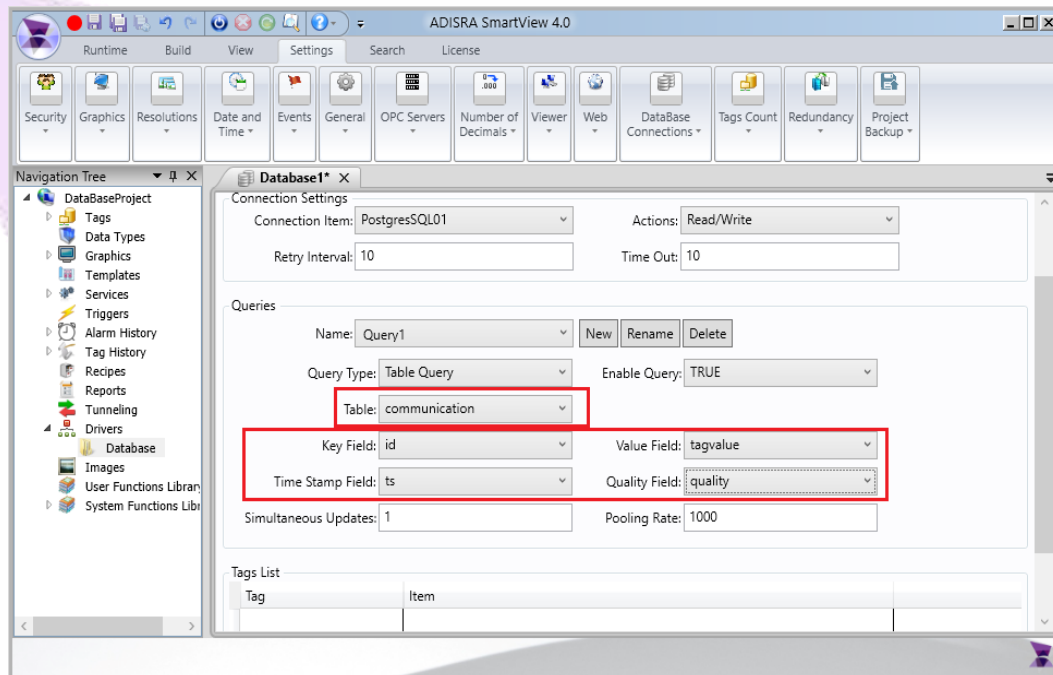 ADISRA SmartView 4.0
Runtime Build View Settings Search License
Security Graphics Resolutions Date and Time Events General OPC Servers Number of Decimals Viewer Web DataBase Connections Tags Count Redundancy Project Backup
Navigation Tree
DataBaseProject
Tags
Data Types
Graphics
Templates
Services
Triggers
Alarm History
Tag History
Recipes
Reports
Tunneling
Drivers
Database
Images
User Functions Library
System Functions Libr
Database1*
Connection Settings
Connection Item: PostgresSQL01 Actions: Read/Write
Retry Interval: 10 Time Out: 10
Queries
Name: Query1 New Rename Delete
Query Type: Table Query Enable Query: TRUE
Table: communication
Key Field: id Value Field: tagvalue
Time Stamp Field: ts Quality Field: quality
Simultaneous Updates: 1 Pooling Rate: 1000
Tags List
Tag Item